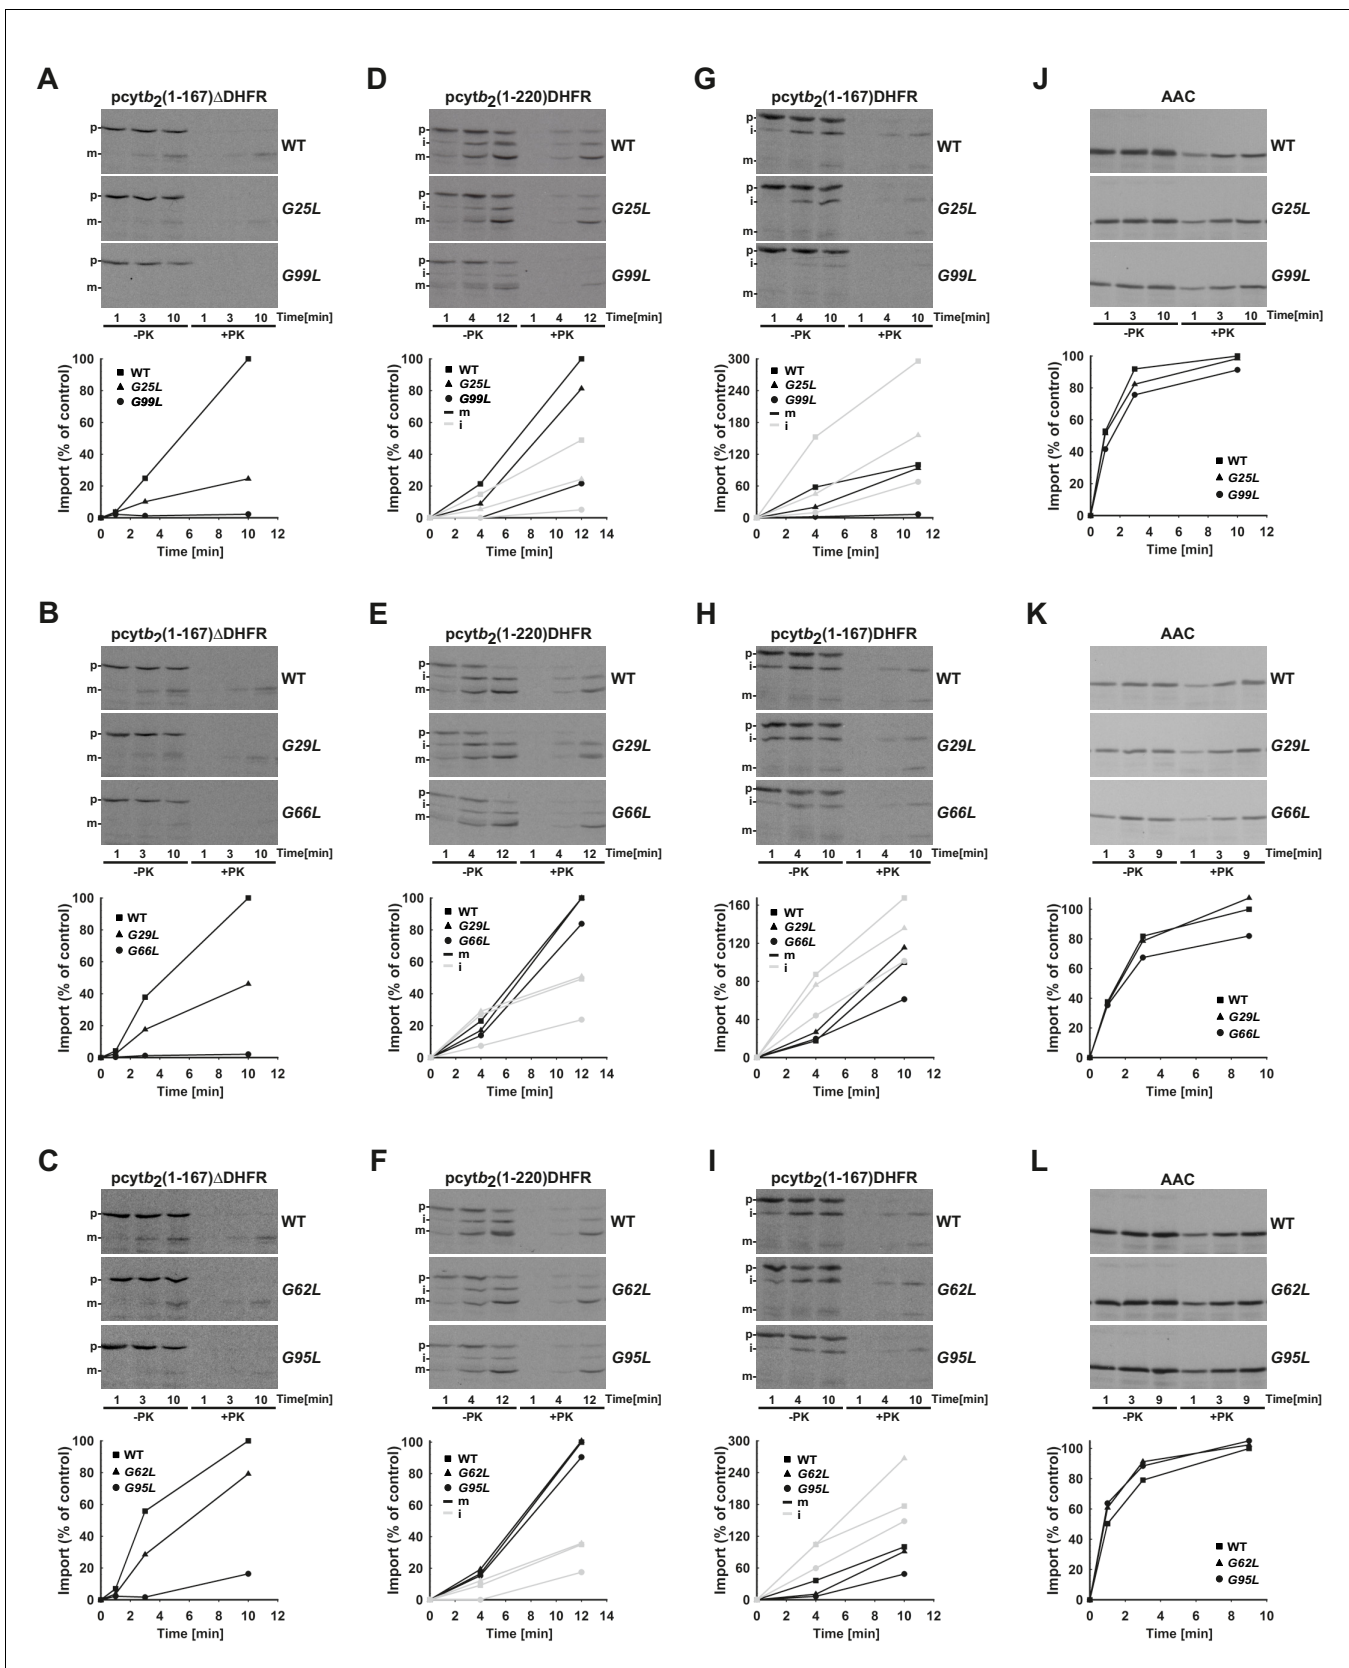 A
pcytb2(1-167)ΔDHFR
p-
m-
WT
G25L
p-
m-
G99L
p-
m-
1 3 10 1 3 10 Time[min]
-PK +PK
Import (% of control)
100
80
60
40
20
0
WT
G25L
G99L
0 2 4 6 8 10 12
Time [min]
D
pcytb2(1-220)DHFR
p-
i-
m-
WT
p-
i-
m-
G25L
p-
i-
m-
G99L
1 4 12 1 4 12 Time[min]
-PK +PK
Import (% of control)
100
80
60
40
20
0
WT
G25L
G99L
m
i
0 2 4 6 8 10 12 14
Time [min]
G
pcytb2(1-167)DHFR
p-
i-
m-
WT
p-
i-
m-
G25L
p-
i-
m-
G99L
1 4 10 1 4 10 Time[min]
-PK +PK
Import (% of control)
300
240
180
120
60
0
WT
G25L
G99L
m
i
0 2 4 6 8 10 12
Time [min]
J
AAC
WT
G25L
G99L
1 3 10 1 3 10 Time[min]
-PK +PK
Import (% of control)
100
80
60
40
20
0
WT
G25L
G99L
0 2 4 6 8 10 12
Time [min]
B
pcytb2(1-167)ΔDHFR
p-
m-
WT
p-
m-
G29L
p-
m-
G66L
1 3 10 1 3 10 Time[min]
-PK +PK
Import (% of control)
100
80
60
40
20
0
WT
G29L
G66L
0 2 4 6 8 10 12
Time [min]
E
pcytb2(1-220)DHFR
p-
i-
m-
WT
p-
i-
m-
G29L
p-
i-
m-
G66L
1 4 12 1 4 12 Time[min]
-PK +PK
Import (% of control)
100
80
60
40
20
0
WT
G29L
G66L
m
i
0 2 4 6 8 10 12 14
Time [min]
H
pcytb2(1-167)DHFR
p-
i-
m-
WT
p-
i-
m-
G29L
p-
i-
m-
G66L
1 4 10 1 4 10 Time[min]
-PK +PK
Import (% of control)
160
120
80
40
0
WT
G29L
G66L
m
i
0 2 4 6 8 10 12
Time [min]
K
AAC
WT
G29L
G66L
1 3 9 1 3 9 Time[min]
-PK +PK
Import (% of control)
100
80
60
40
20
0
WT
G29L
G66L
0 2 4 6 8 10
Time [min]
C
pcytb2(1-167)ΔDHFR
p-
m-
WT
p-
m-
G62L
p-
m-
G95L
1 3 10 1 3 10 Time[min]
-PK +PK
Import (% of control)
100
80
60
40
20
0
WT
G62L
G95L
0 2 4 6 8 10 12
Time [min]
F
pcytb2(1-220)DHFR
p-
i-
m-
WT
p-
i-
m-
G62L
p-
i-
m-
G95L
1 4 12 1 4 12 Time[min]
-PK +PK
Import (% of control)
100
80
60
40
20
0
WT
G62L
G95L
m
i
0 2 4 6 8 10 12 14
Time [min]
I
pcytb2(1-167)DHFR
p-
i-
m-
WT
p-
i-
m-
G62L
p-
i-
m-
G95L
1 4 10 1 4 10 Time[min]
-PK +PK
Import (% of control)
300
240
180
120
60
0
WT
G62L
G95L
m
i
0 2 4 6 8 10 12
Time [min]
L
AAC
WT
G62L
G95L
1 3 9 1 3 9 Time[min]
-PK +PK
Import (% of control)
100
80
60
40
20
0
WT
G62L
G95L
0 2 4 6 8 10
Time [min]